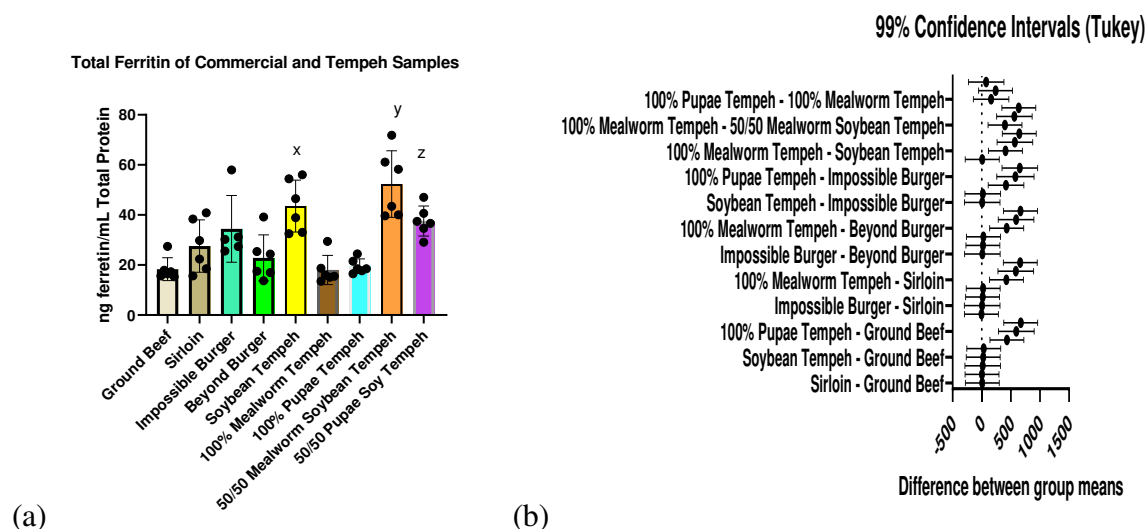 Total Ferritin of Commercial and Tempeh Samples
ng ferretin/mL Total Protein
80
60
40
20
0
x
y
z
Ground Beef
Sirloin
Impossible Burger
Beyond Burger
Soybean Tempeh
100% Mealworm Tempeh
100% Pupae Tempeh
50/50 Mealworm Soybean Tempeh
50/50 Pupae Soy Tempeh
(a)
99% Confidence Intervals (Tukey)
100% Pupae Tempeh - 100% Mealworm Tempeh
100% Mealworm Tempeh - 50/50 Mealworm Soybean Tempeh
100% Mealworm Tempeh - Soybean Tempeh
100% Pupae Tempeh - Impossible Burger
Soybean Tempeh - Impossible Burger
100% Mealworm Tempeh - Beyond Burger
Impossible Burger - Beyond Burger
100% Mealworm Tempeh - Sirloin
Impossible Burger - Sirloin
100% Pupae Tempeh - Ground Beef
Soybean Tempeh - Ground Beef
Sirloin - Ground Beef
-500
0
500
1000
1500
Difference between group means
(b)